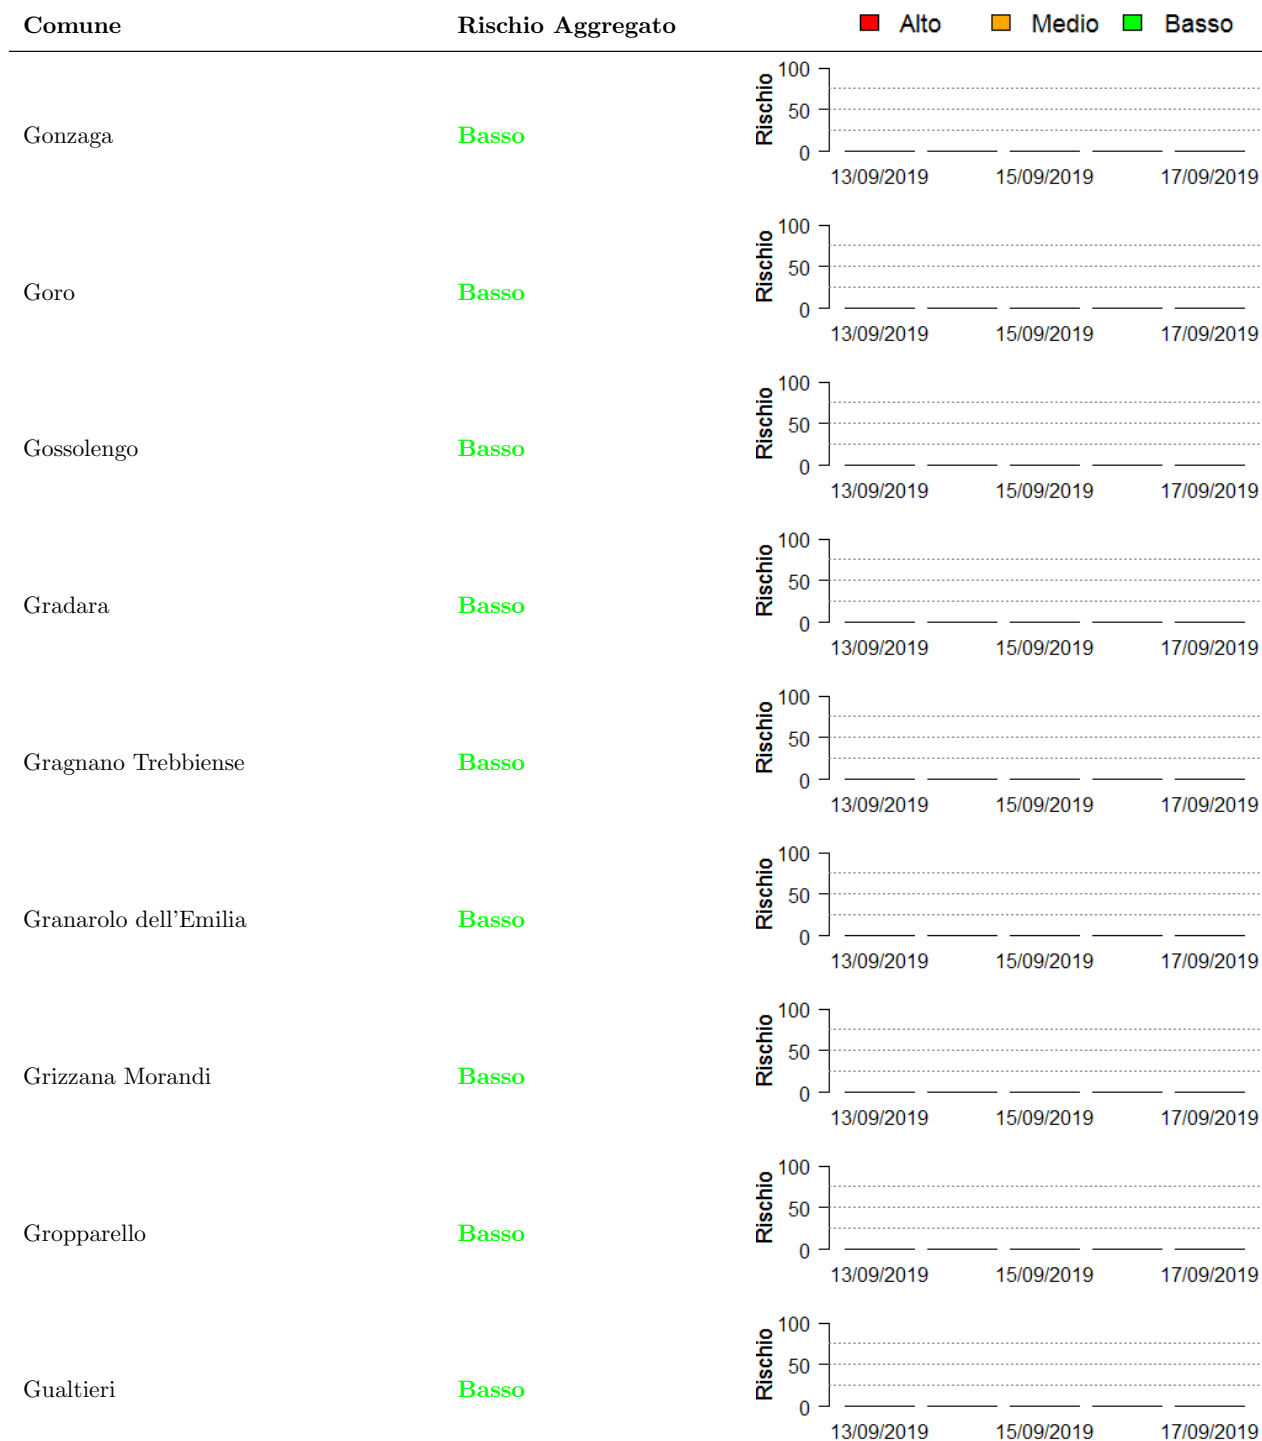 Comune Rischio Aggregato Alto Medio Basso
Gonzaga Basso
Rischio
100
50
0
13/09/2019 15/09/2019 17/09/2019
Goro Basso
Rischio
100
50
0
13/09/2019 15/09/2019 17/09/2019
Gossolengo Basso
Rischio
100
50
0
13/09/2019 15/09/2019 17/09/2019
Gradara Basso
Rischio
100
50
0
13/09/2019 15/09/2019 17/09/2019
Gragnano Trebbiense Basso
Rischio
100
50
0
13/09/2019 15/09/2019 17/09/2019
Granarolo dell'Emilia Basso
Rischio
100
50
0
13/09/2019 15/09/2019 17/09/2019
Grizzana Morandi Basso
Rischio
100
50
0
13/09/2019 15/09/2019 17/09/2019
Gropparello Basso
Rischio
100
50
0
13/09/2019 15/09/2019 17/09/2019
Gualtieri Basso
Rischio
100
50
0
13/09/2019 15/09/2019 17/09/2019